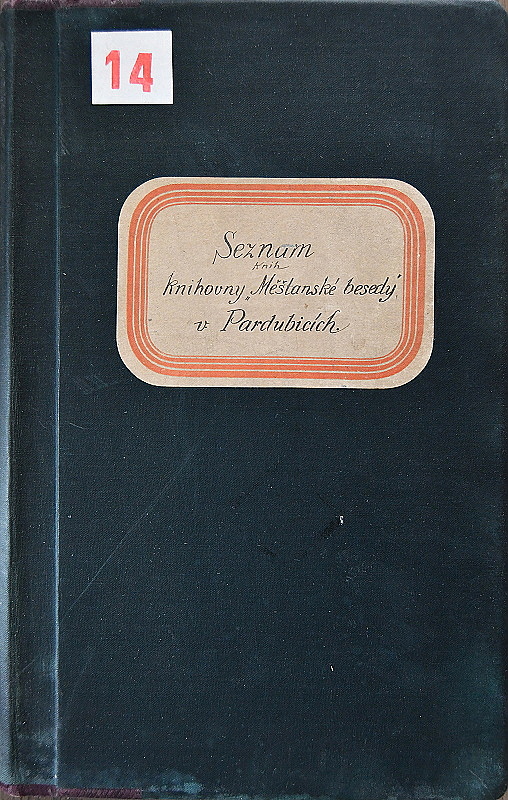 14
Seznam
knih
knihovny „Měšťanské besedy"
v Pardubicích.